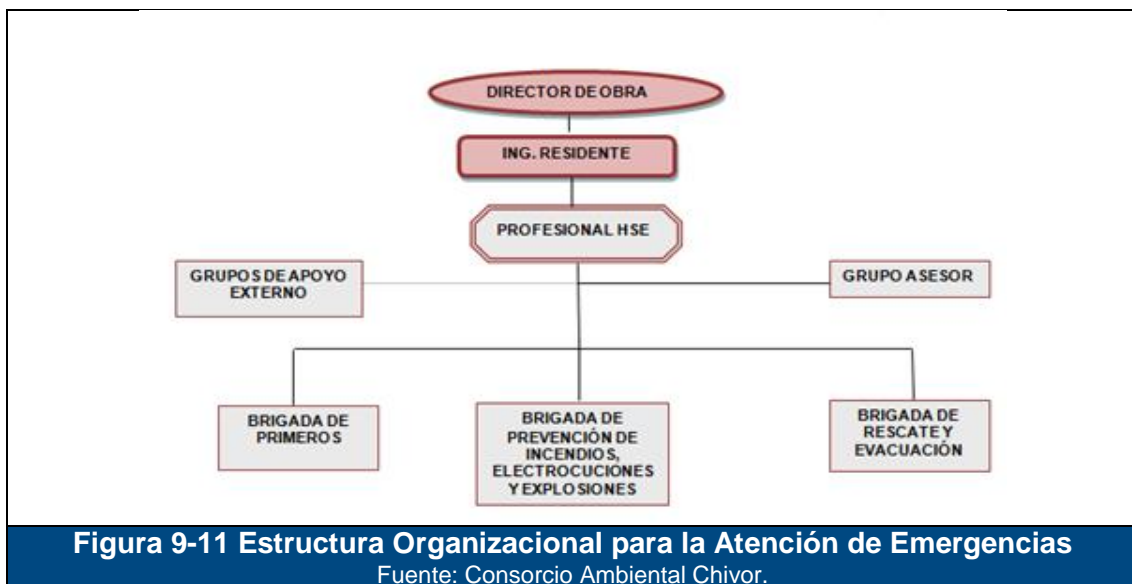 DIRECTOR DE OBRA
ING. RESIDENTE
PROFESIONAL HSE
GRUPOS DE APOYO
EXTERNO
GRUPO ASESOR
BRIGADA DE
PRIMEROS
BRIGADA DE
PREVENCIÓN DE
INCENDIOS,
ELECTROCUCIONES
Y EXPLOSIONES
BRIGADA DE
RESCATE Y
EVACUACIÓN
Figura 9-11 Estructura Organizacional para la Atención de Emergencias
Fuente: Consorcio Ambiental Chivor.